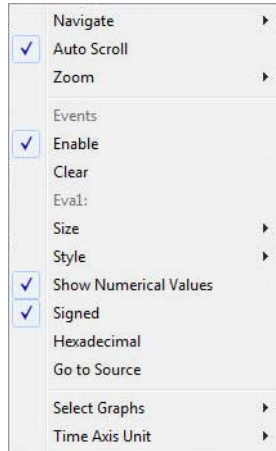 Navigate
Auto Scroll
Zoom
Events
Enable
Clear
Eva1:
Size
Style
Show Numerical Values
Signed
Hexadecimal
Go to Source
Select Graphs
Time Axis Unit